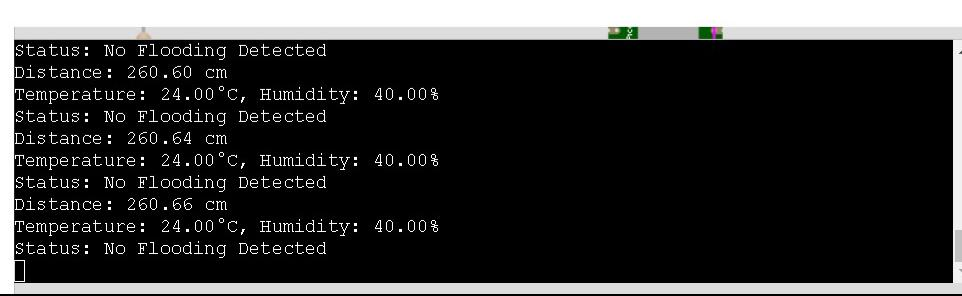 Status: No Flooding Detected
Distance: 260.60 cm
Temperature: 24.00°C, Humidity: 40.00%
Status: No Flooding Detected
Distance: 260.64 cm
Temperature: 24.00°C, Humidity: 40.00%
Status: No Flooding Detected
Distance: 260.66 cm
Temperature: 24.00°C, Humidity: 40.00%
Status: No Flooding Detected